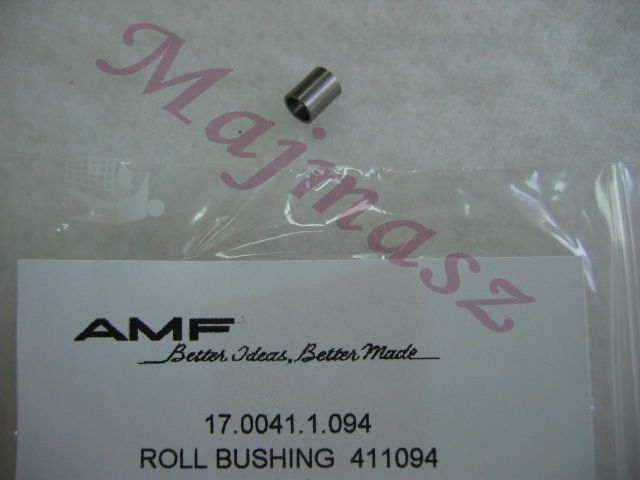 Majmasz
AMF
Better Ideas, Better Made
17.0041.1.094
ROLL BUSHING 411094